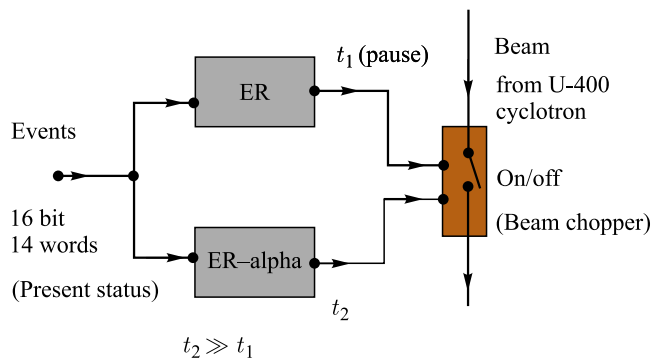 t₁ (pause)
Beam
from U-400
cyclotron
ER
Events
On/off
(Beam chopper)
16 bit
14 words
(Present status)
ER–alpha
t₂
t₂ ≫ t₁